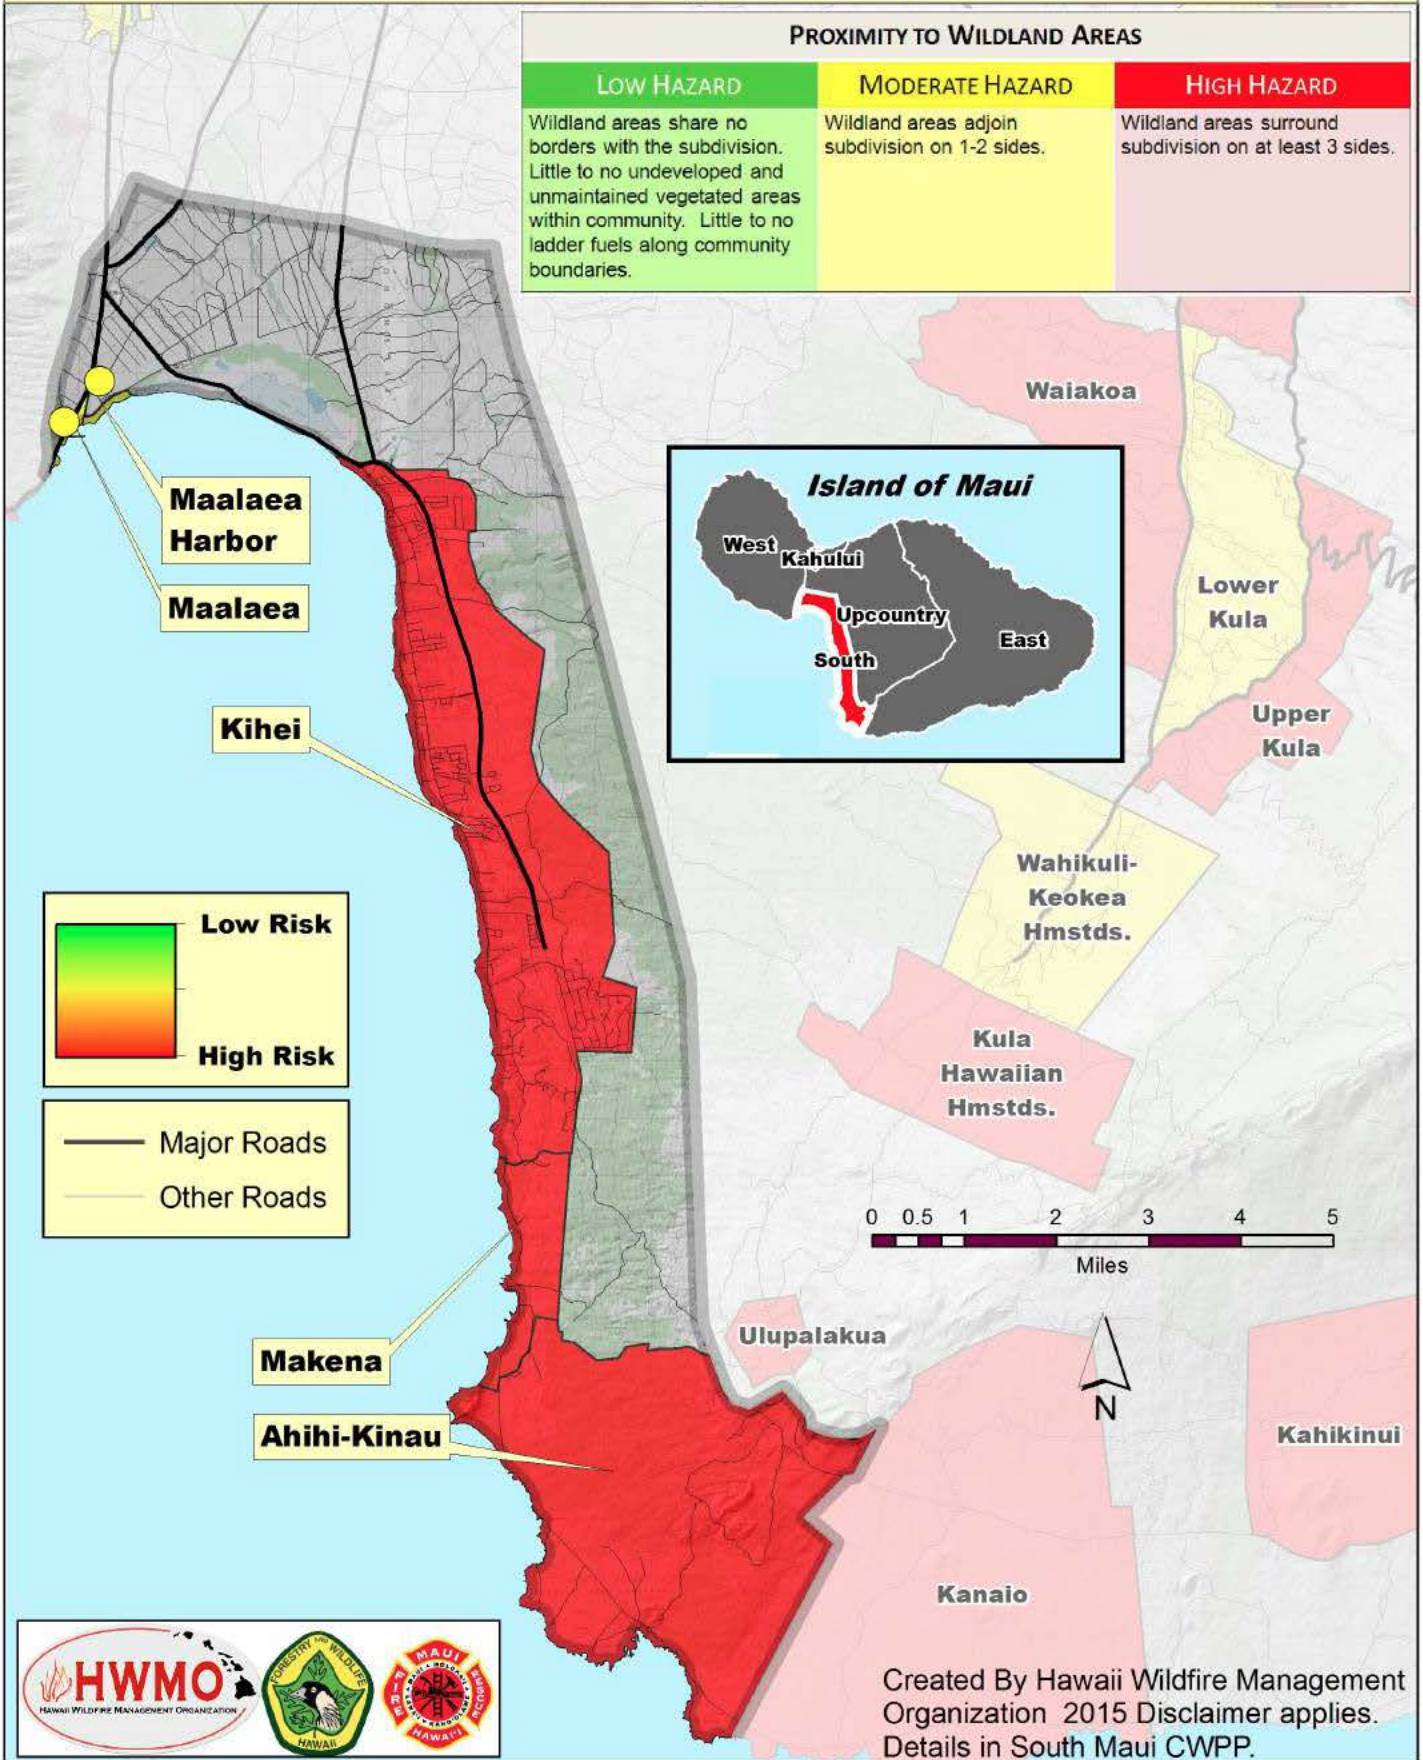 PROXIMITY TO WILDLAND AREAS
LOW HAZARD
MODERATE HAZARD
HIGH HAZARD
Wildland areas share no
borders with the subdivision.
Little to no undeveloped and
unmaintained vegetated areas
within community. Little to no
ladder fuels along community
boundaries.
Wildland areas adjoin
subdivision on 1-2 sides.
Wildland areas surround
subdivision on at least 3 sides.
Waiakoa
Island of Maui
West
Kahului
Upcountry
East
South
Lower
Kula
Upper
Kula
Maalaea
Harbor
Maalaea
Kihei
Wahikuli-
Keokea
Hmstds.
Low Risk
High Risk
Kula
Hawaiian
Hmstds.
Major Roads
Other Roads
0 0.5 1 2 3 4 5
Miles
Ulupalakua
Makena
N
Ahihi-Kinau
Kahikinui
Kanaio
HWMO
HAWAII WILDFIRE MANAGEMENT ORGANIZATION
FORESTRY AND WILDLIFE
HAWAII
MAUI
FIRE
RESCUE
HAWAI'I
Created By Hawaii Wildfire Management
Organization 2015 Disclaimer applies.
Details in South Maui CWPP.